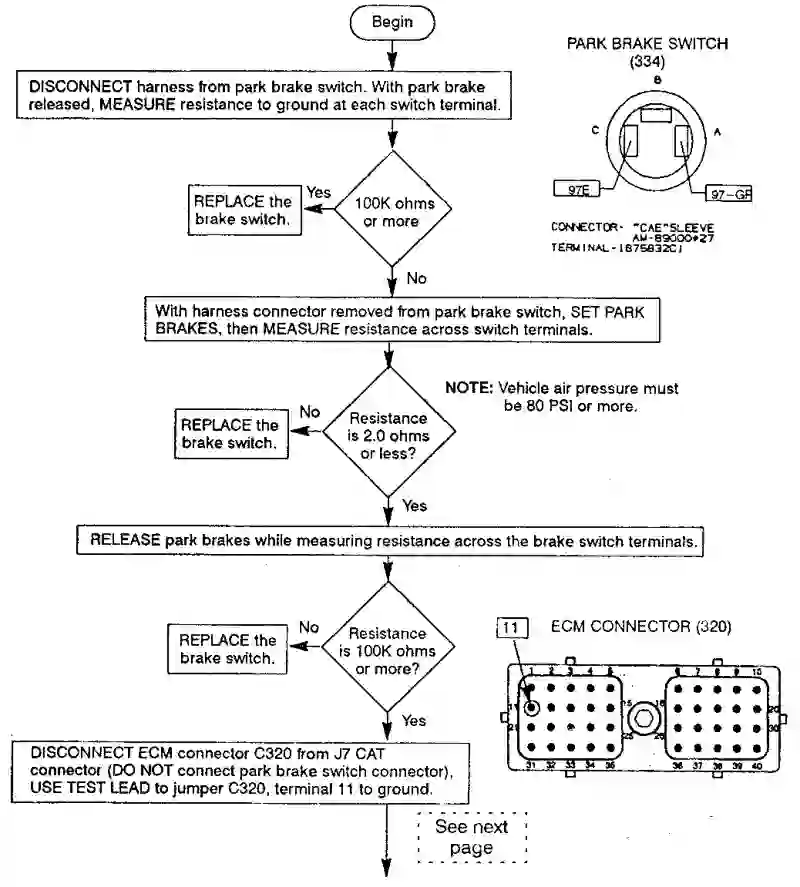 Begin
PARK BRAKE SWITCH
(334)
B
C
A
97E
97-GR
CONNECTOR- "CAE"SLEEVE
AM-89000*27
TERMINAL-1675832C1
DISCONNECT harness from park brake switch. With park brake
released, MEASURE resistance to ground at each switch terminal.
REPLACE the
brake switch.
Yes
100K ohms
or more
No
With harness connector removed from park brake switch, SET PARK
BRAKES, then MEASURE resistance across switch terminals.
NOTE: Vehicle air pressure must
be 80 PSI or more.
REPLACE the
brake switch.
No
Resistance
is 2.0 ohms
or less?
Yes
RELEASE park brakes while measuring resistance across the brake switch terminals.
REPLACE the
brake switch.
No
Resistance
is 100K ohms
or more?
Yes
11
ECM CONNECTOR (320)
1 2 3 4 5 6 7 8 9 10
11 15 16 20
21 25 26 30
31 32 33 34 35 36 37 38 39 40
DISCONNECT ECM connector C320 from J7 CAT
connector (DO NOT connect park brake switch connector),
USE TEST LEAD to jumper C320, terminal 11 to ground.
See next
page